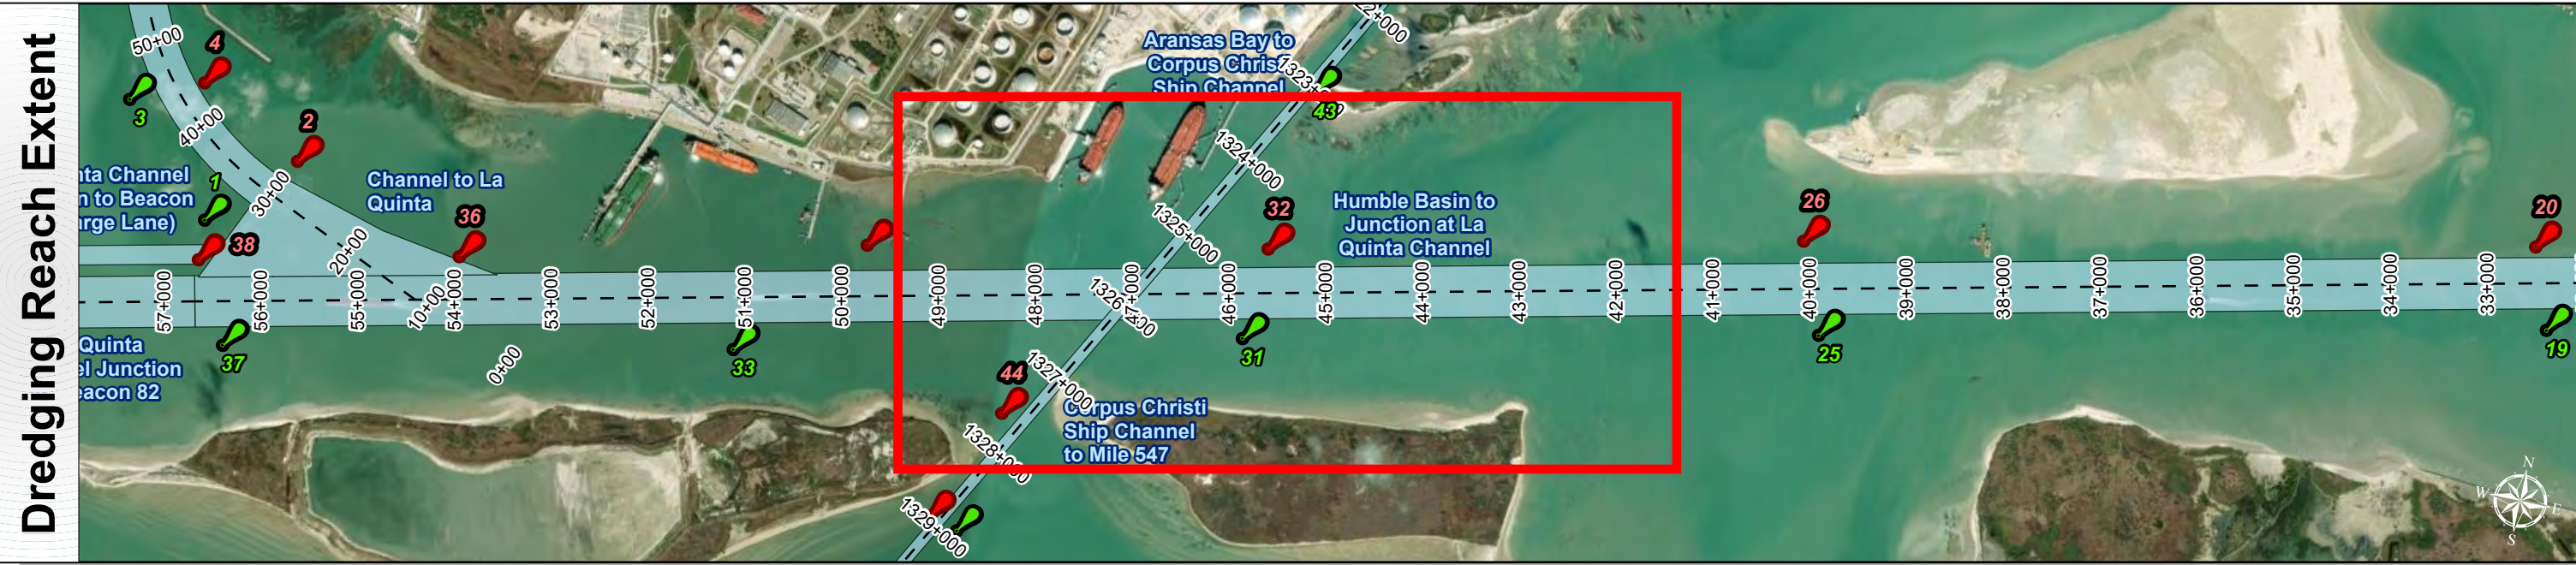 Dredging Reach Extent
50+00
4
3
40+00
2
nta Channel
n to Beacon
arge Lane)
1
30+00
Channel to La
Quinta
36
38
20+00
10+00
0+00
Aransas Bay to
Corpus Christi
Ship Channel
43
1324+000
1325+000
32
Humble Basin to
Junction at La
Quinta Channel
26
20
57+000
56+000
55+000
54+000
53+000
52+000
51+000
50+000
49+000
48+000
47+000
46+000
45+000
44+000
43+000
42+000
41+000
40+000
39+000
38+000
37+000
36+000
35+000
34+000
33+000
37
33
31
25
19
Quinta
el Junction
eacon 82
44
1327+000
Corpus Christi
Ship Channel
to Mile 547
1328+000
1329+000
N
W
E
S